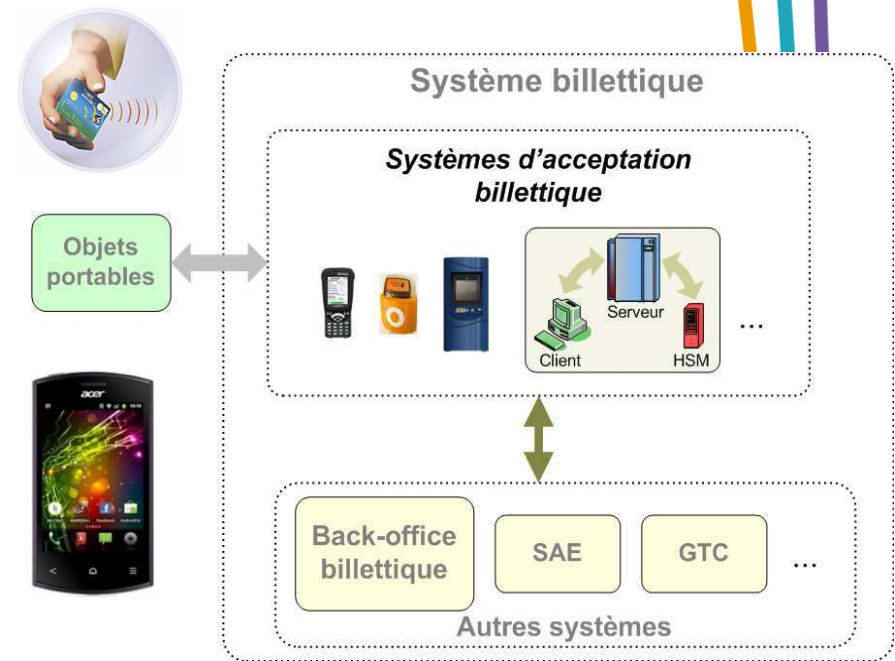 Système billettique
Systèmes d'acceptation
billettique
Objets
portables
Serveur
Client
HSM
...
acer
Back-office
billettique
SAE
GTC
...
Autres systèmes